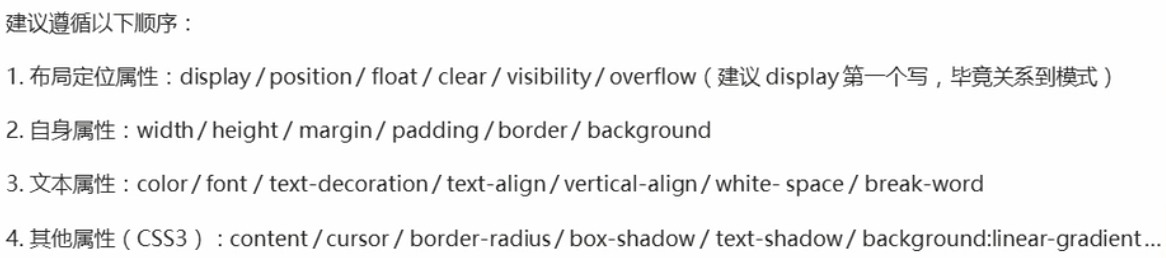 建议遵循以下顺序：
1. 布局定位属性：display / position / float / clear / visibility / overflow（建议 display 第一个写，毕竟关系到模式）
2. 自身属性：width / height / margin / padding / border / background
3. 文本属性：color / font / text-decoration / text-align / vertical-align / white- space / break-word
4. 其他属性（CSS3）：content / cursor / border-radius / box-shadow / text-shadow / background:linear-gradient ...